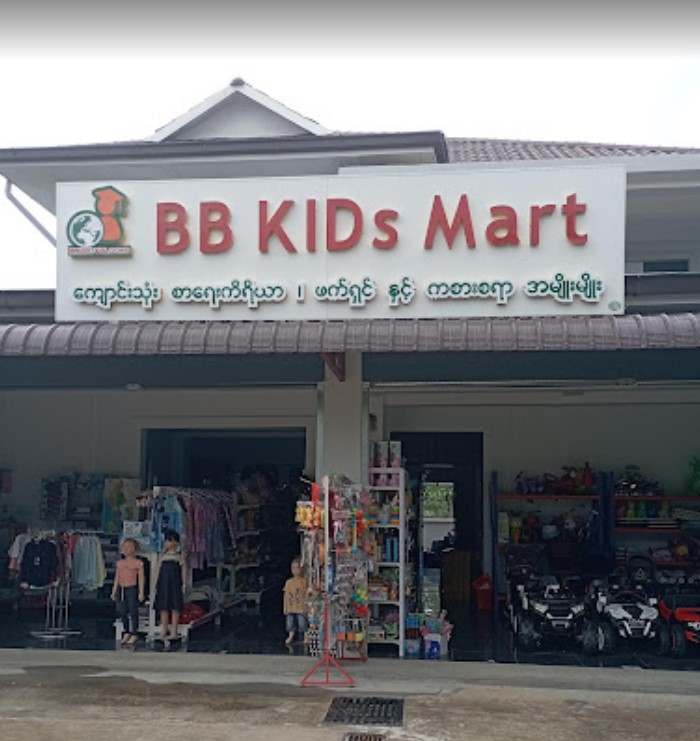 BB KIDs Mart
ကျောင်းသုံး စာရေးကိရိယာ ၊ ဖက်ရှင် နှင့် ကစားစရာ အမျိုးမျိုး